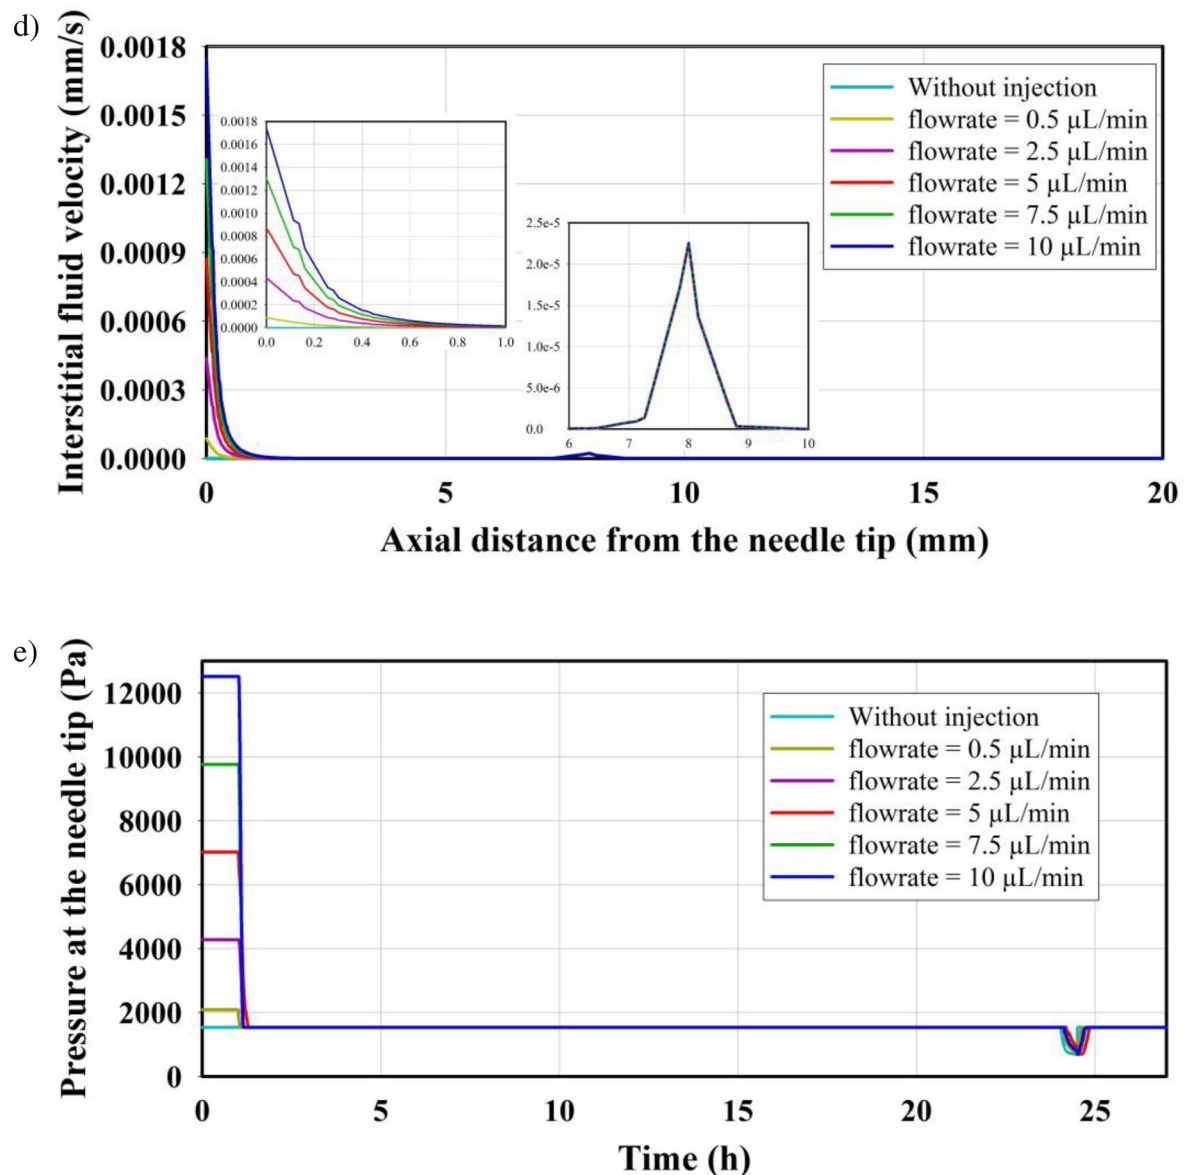 d)
Interstitial fluid velocity (mm/s)
0.0018
0.0015
0.0012
0.0009
0.0006
0.0003
0.0000
0 5 10 15 20
Axial distance from the needle tip (mm)
Without injection
flowrate = 0.5 µL/min
flowrate = 2.5 µL/min
flowrate = 5 µL/min
flowrate = 7.5 µL/min
flowrate = 10 µL/min
0.0018
0.0016
0.0014
0.0012
0.0010
0.0008
0.0006
0.0004
0.0002
0.0000
0.0 0.2 0.4 0.6 0.8 1.0
2.5e-5
2.0e-5
1.5e-5
1.0e-5
5.0e-6
0.0
6 7 8 9 10
e)
Pressure at the needle tip (Pa)
12000
10000
8000
6000
4000
2000
0
0 5 10 15 20 25
Time (h)
Without injection
flowrate = 0.5 µL/min
flowrate = 2.5 µL/min
flowrate = 5 µL/min
flowrate = 7.5 µL/min
flowrate = 10 µL/min